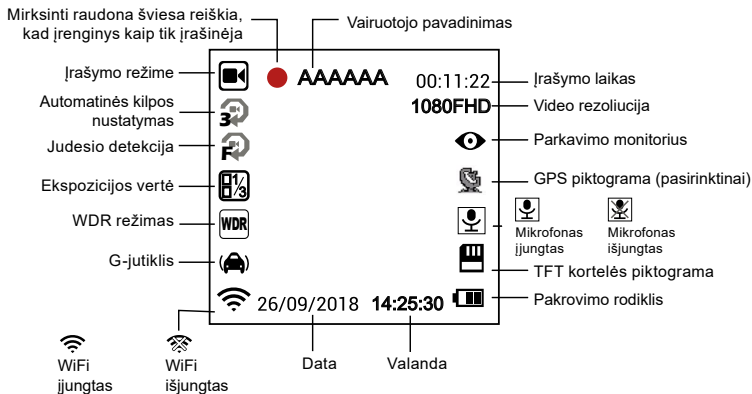 Mirksinti raudona šviesa reiškia,
kad įrenginys kaip tik įrašinėja
Vairuotojo pavadinimas
Įrašymo režime
AAAAAA
00:11:22
Įrašymo laikas
Automatinės kilpos
nustatymas
3
1080FHD
Video rezoliucija
Judesio detekcija
F
Parkavimo monitorius
Ekspozicijos vertė
1/3
GPS piktograma (pasirinktinai)
WDR režimas
WDR
Mikrofonas
įjungtas
Mikrofonas
išjungtas
G-jutiklis
TFT kortelės piktograma
26/09/2018
14:25:30
Pakrovimo rodiklis
WiFi
įjungtas
WiFi
išjungtas
Data
Valanda